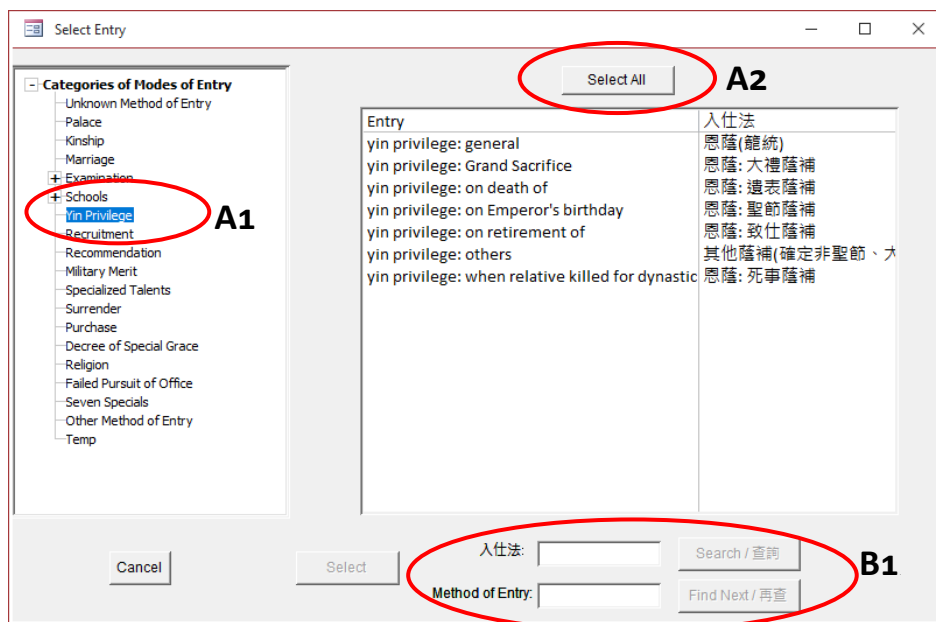 Select Entry
Categories of Modes of Entry
Unknown Method of Entry
Palace
Kinship
Marriage
Examination
Schools
Yin Privilege
Recruitment
Recommendation
Military Merit
Specialized Talents
Surrender
Purchase
Decree of Special Grace
Religion
Failed Pursuit of Office
Seven Specials
Other Method of Entry
Temp
A1
Select All
A2
Entry 入仕法
yin privilege: general 恩蔭(籠統)
yin privilege: Grand Sacrifice 恩蔭: 大禮蔭補
yin privilege: on death of 恩蔭: 遺表蔭補
yin privilege: on Emperor's birthday 恩蔭: 聖節蔭補
yin privilege: on retirement of 恩蔭: 致仕蔭補
yin privilege: others 其他蔭補(確定非聖節、大
yin privilege: when relative killed for dynastic 恩蔭: 死事蔭補
Cancel
Select
入仕法:
Search / 查詢
Method of Entry:
Find Next / 再查
B1